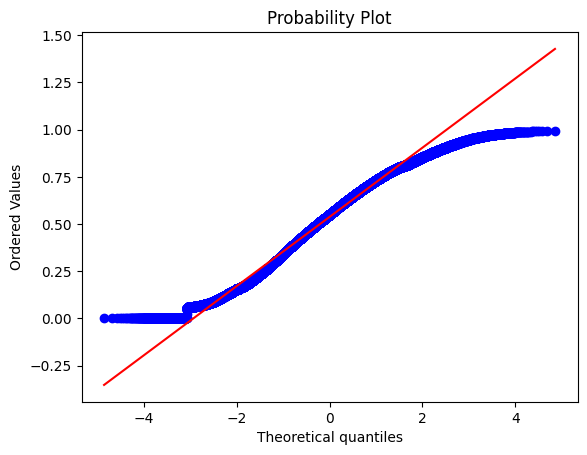 Probability Plot
1.50
1.25
1.00
0.75
0.50
0.25
0.00
−0.25
Ordered Values
−4 −2 0 2 4
Theoretical quantiles